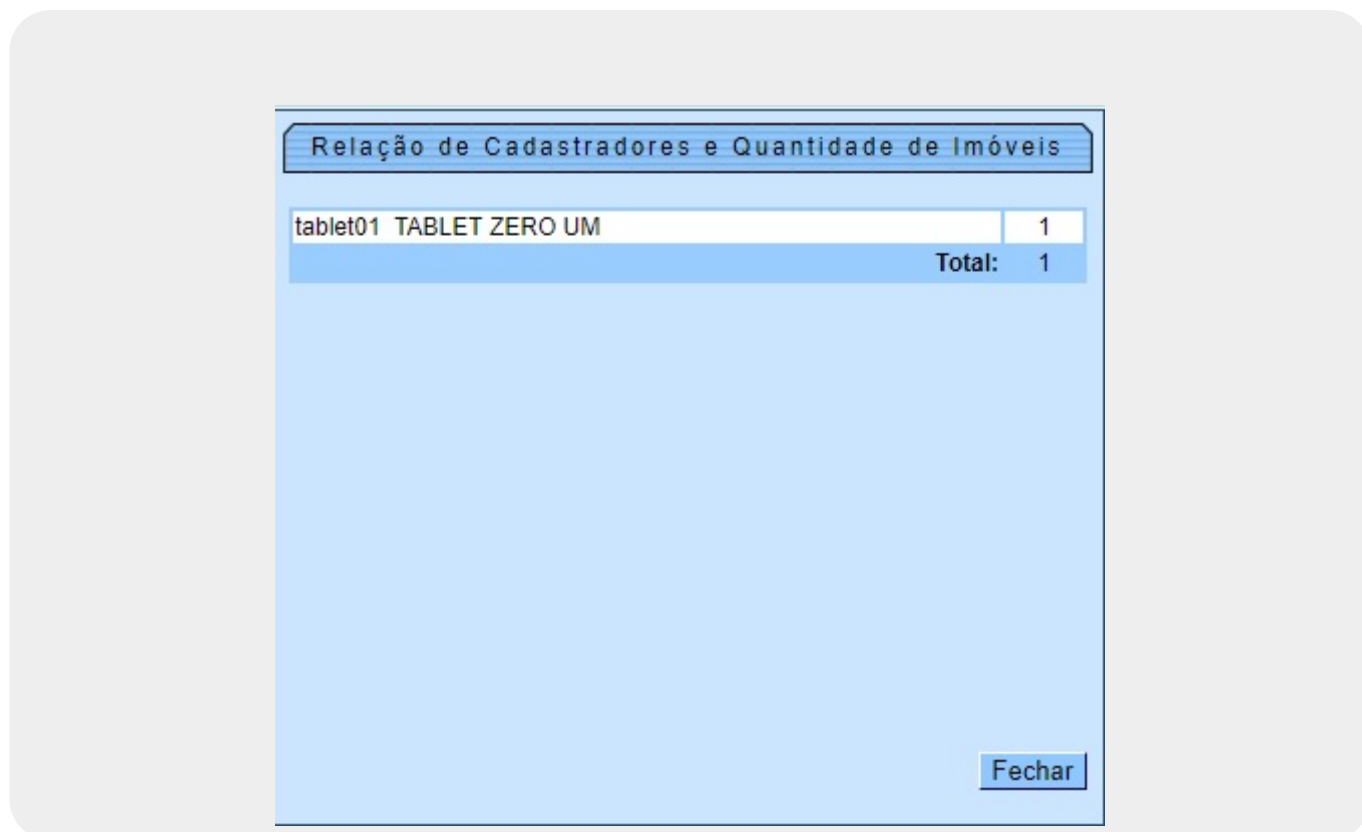 Relação de Cadastradores e Quantidade de Imóveis
tablet01 TABLET ZERO UM 1
Total: 1
Fechar